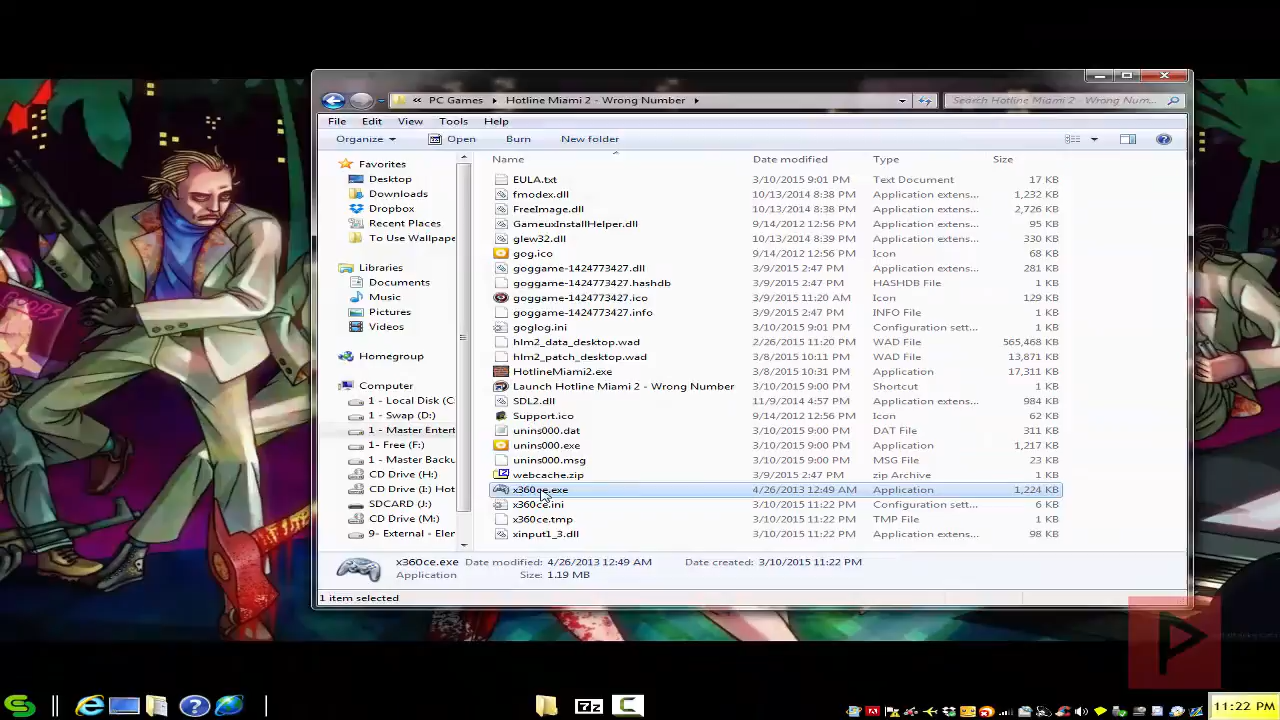 PC Games Hotline Miami 2 - Wrong Number
Search Hotline Miami 2 - Wrong Num...
File Edit View Tools Help
Organize Open Burn New folder
Favorites
Desktop
Downloads
Dropbox
Recent Places
To Use Wallpape
Libraries
Documents
Music
Pictures
Videos
Homegroup
Computer
1 - Local Disk (C
1 - Swap (D:)
1 - Master Entert
1- Free (F:)
1 - Master Backu
CD Drive (H:)
CD Drive (I:) Hot
SDCARD (J:)
CD Drive (M:)
9- External - Elen
Name Date modified Type Size
EULA.txt 3/10/2015 9:01 PM Text Document 17 KB
fmodex.dll 10/13/2014 8:38 PM Application extens... 1,232 KB
FreeImage.dll 10/13/2014 8:38 PM Application extens... 2,726 KB
GameuxInstallHelper.dll 9/14/2012 12:56 PM Application extens... 95 KB
glew32.dll 10/13/2014 8:39 PM Application extens... 330 KB
gog.ico 9/14/2012 12:56 PM Icon 68 KB
goggame-1424773427.dll 3/9/2015 2:47 PM Application extens... 281 KB
goggame-1424773427.hashdb 3/9/2015 2:47 PM HASHDB File 1 KB
goggame-1424773427.ico 3/9/2015 11:20 AM Icon 129 KB
goggame-1424773427.info 3/9/2015 2:47 PM INFO File 1 KB
goglog.ini 3/10/2015 9:01 PM Configuration sett... 1 KB
hlm2_data_desktop.wad 2/26/2015 11:20 PM WAD File 565,468 KB
hlm2_patch_desktop.wad 3/8/2015 10:11 PM WAD File 13,871 KB
HotlineMiami2.exe 3/8/2015 10:31 PM Application 17,311 KB
Launch Hotline Miami 2 - Wrong Number 3/10/2015 9:00 PM Shortcut 1 KB
SDL2.dll 11/9/2014 4:57 PM Application extens... 984 KB
Support.ico 9/14/2012 12:56 PM Icon 62 KB
unins000.dat 3/10/2015 9:00 PM DAT File 311 KB
unins000.exe 3/10/2015 9:00 PM Application 1,217 KB
unins000.msg 3/10/2015 9:00 PM MSG File 23 KB
webcache.zip 3/9/2015 2:47 PM zip Archive 1 KB
x360ce.exe 4/26/2013 12:49 AM Application 1,224 KB
x360ce.ini 3/10/2015 11:22 PM Configuration sett... 6 KB
x360ce.tmp 3/10/2015 11:22 PM TMP File 1 KB
xinput1_3.dll 3/10/2015 11:22 PM Application extens... 98 KB
x360ce.exe Date modified: 4/26/2013 12:49 AM Date created: 3/10/2015 11:22 PM
Application Size: 1.19 MB
1 item selected
7z
11:22 PM